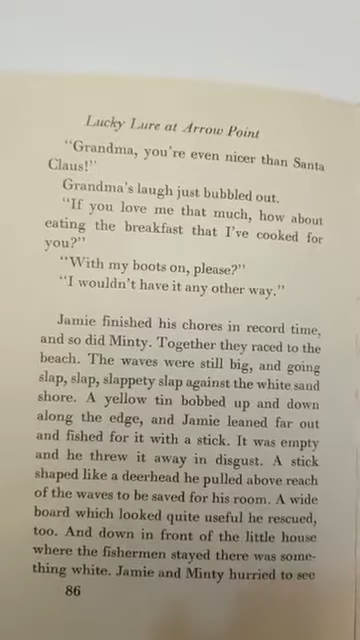 Lucky Lure at Arrow Point
"Grandma, you're even nicer than Santa
Claus!"
Grandma's laugh just bubbled out.
"If you love me that much, how about
eating the breakfast that I've cooked for
you?"
"With my boots on, please?"
"I wouldn't have it any other way."
Jamie finished his chores in record time,
and so did Minty. Together they raced to the
beach. The waves were still big, and going
slap, slap, slappety slap against the white sand
shore. A yellow tin bobbed up and down
along the edge, and Jamie leaned far out
and fished for it with a stick. It was empty
and he threw it away in disgust. A stick
shaped like a deerhead he pulled above reach
of the waves to be saved for his room. A wide
board which looked quite useful he rescued,
too. And down in front of the little house
where the fishermen stayed there was some-
thing white. Jamie and Minty hurried to see
86